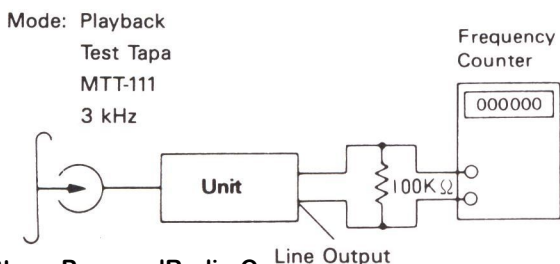 Mode: Playback
Test Tapa
MTT-111
3 kHz
Frequency
Counter
000000
Unit
100KΩ
Line Output